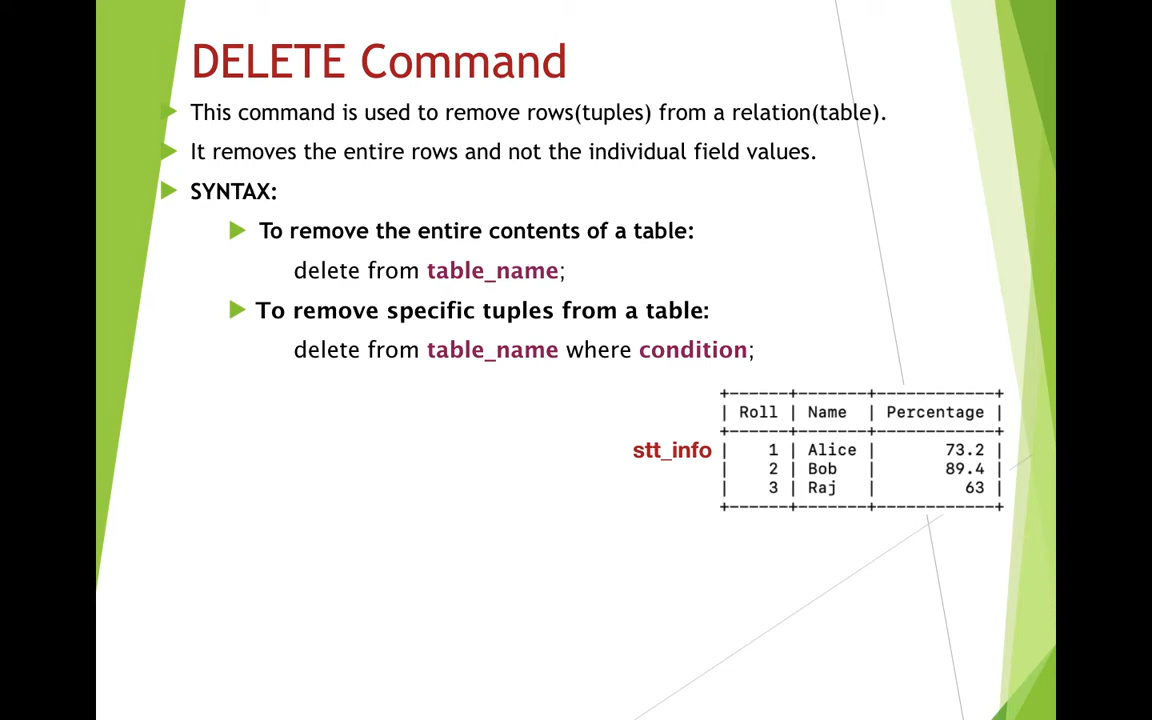 DELETE Command
This command is used to remove rows(tuples) from a relation(table).
It removes the entire rows and not the individual field values.
SYNTAX:
To remove the entire contents of a table:
delete from table_name;
To remove specific tuples from a table:
delete from table_name where condition;
+------+-------+------------+
| Roll | Name | Percentage |
+------+-------+------------+
stt_info | 1 | Alice | 73.2 |
| 2 | Bob | 89.4 |
| 3 | Raj | 63 |
+------+-------+------------+